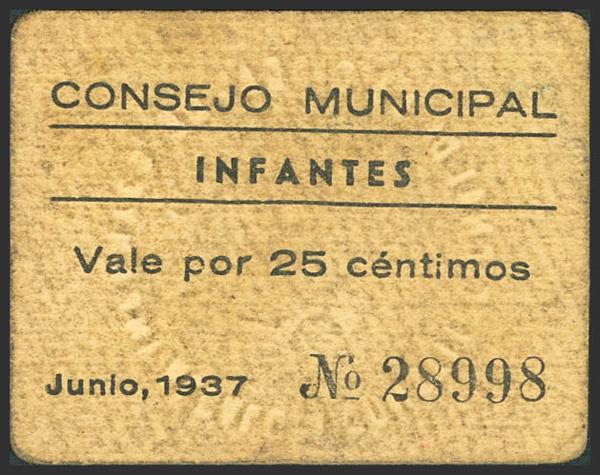 CONSEJO MUNICIPAL
INFANTES
Vale por 25 céntimos
Junio, 1937 No 28998